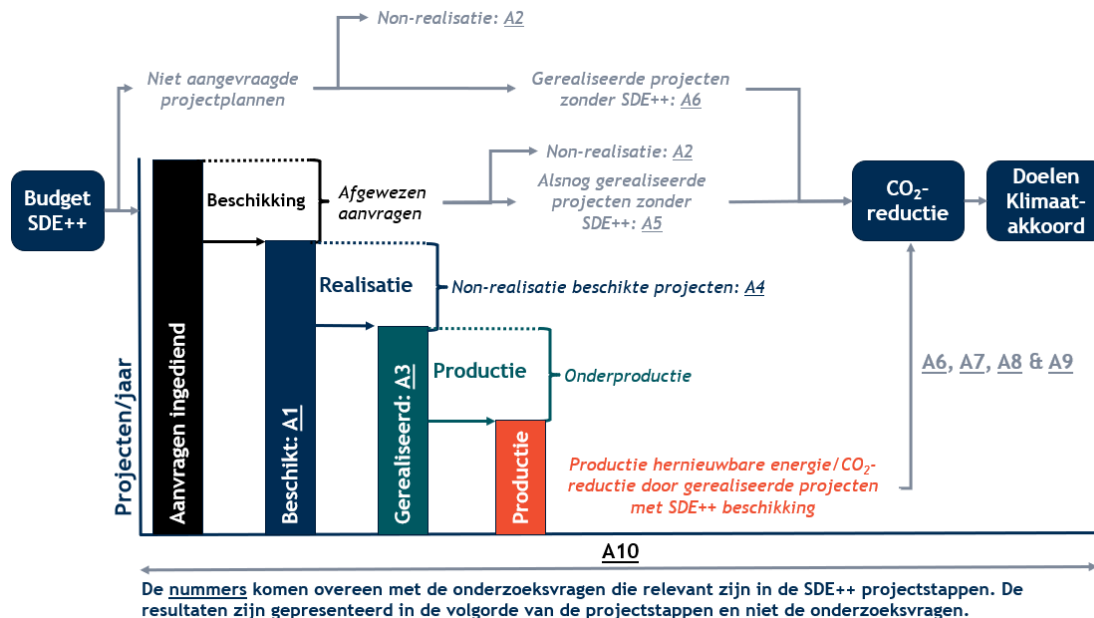 Non-realisatie: A2
Niet aangevraagde
projectplannen
Gerealiseerde projecten
zonder SDE++: A6
Budget
SDE++
Beschikking
Afgewezen
aanvragen
Non-realisatie: A2
Alsnog gerealiseerde
projecten zonder
SDE++: A5
CO₂-
reductie
Doelen
Klimaat-
akkoord
Realisatie
Non-realisatie beschikte projecten: A4
Productie
Onderproductie
A6, A7, A8 & A9
Projecten/jaar
Aanvragen ingediend
Beschikt: A1
Gerealiseerd: A3
Productie
Productie hernieuwbare energie/CO₂-
reductie door gerealiseerde projecten
met SDE++ beschikking
A10
De nummers komen overeen met de onderzoeksvragen die relevant zijn in de SDE++ projectstappen. De
resultaten zijn gepresenteerd in de volgorde van de projectstappen en niet de onderzoeksvragen.